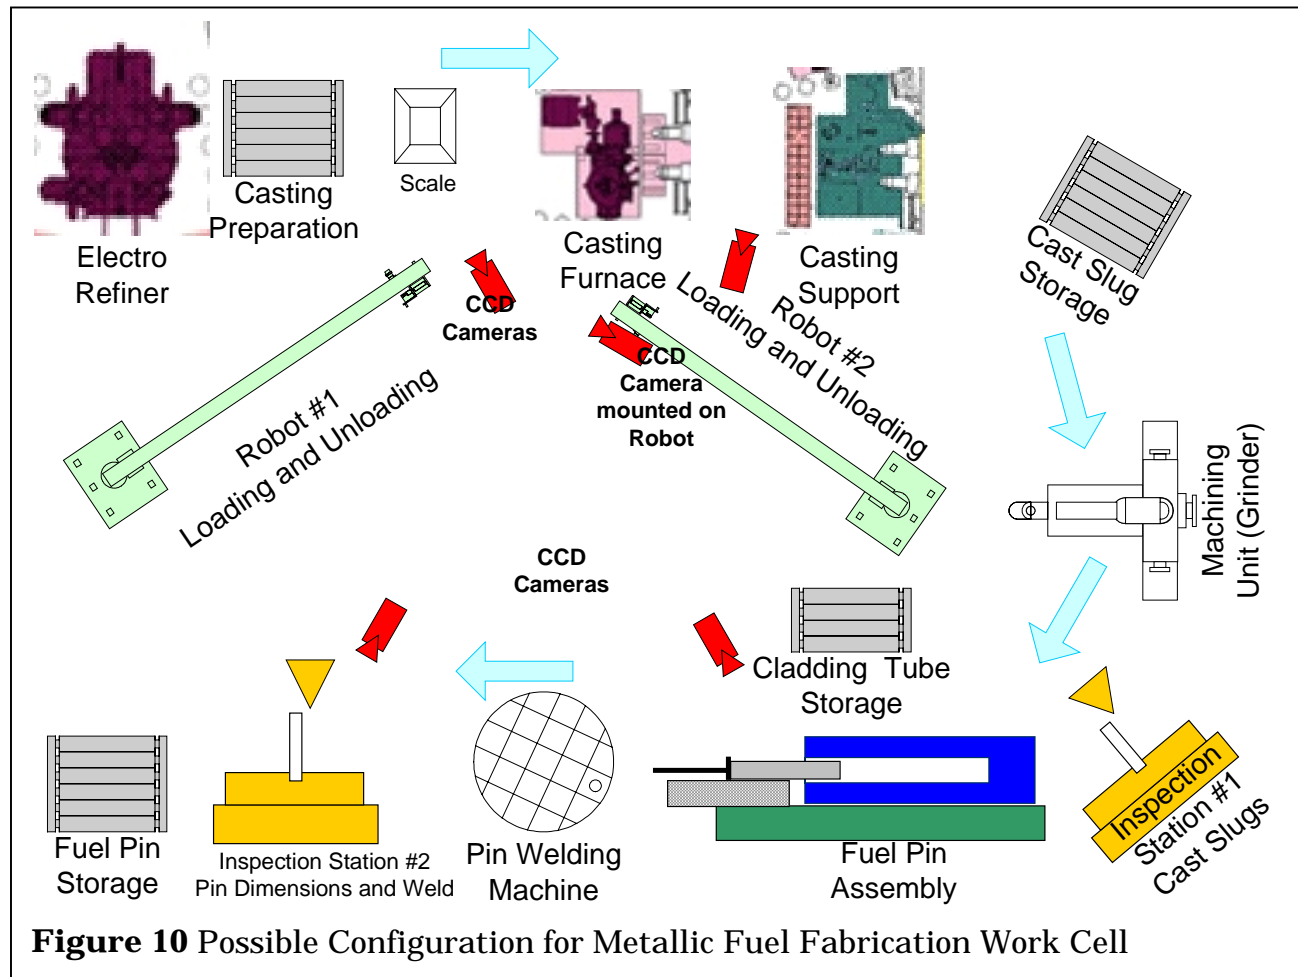 Electro
Refiner
Casting
Preparation
Scale
Casting
Furnace
Casting
Support
Cast Slug
Storage
CCD
Cameras
CCD
Camera
mounted on
Robot
Robot #1
Loading and Unloading
Robot #2
Loading and Unloading
Machining
Unit (Grinder)
CCD
Cameras
Cladding Tube
Storage
Inspection
Station #1
Cast Slugs
Fuel Pin
Storage
Inspection Station #2
Pin Dimensions and Weld
Pin Welding
Machine
Fuel Pin
Assembly
Figure 10 Possible Configuration for Metallic Fuel Fabrication Work Cell